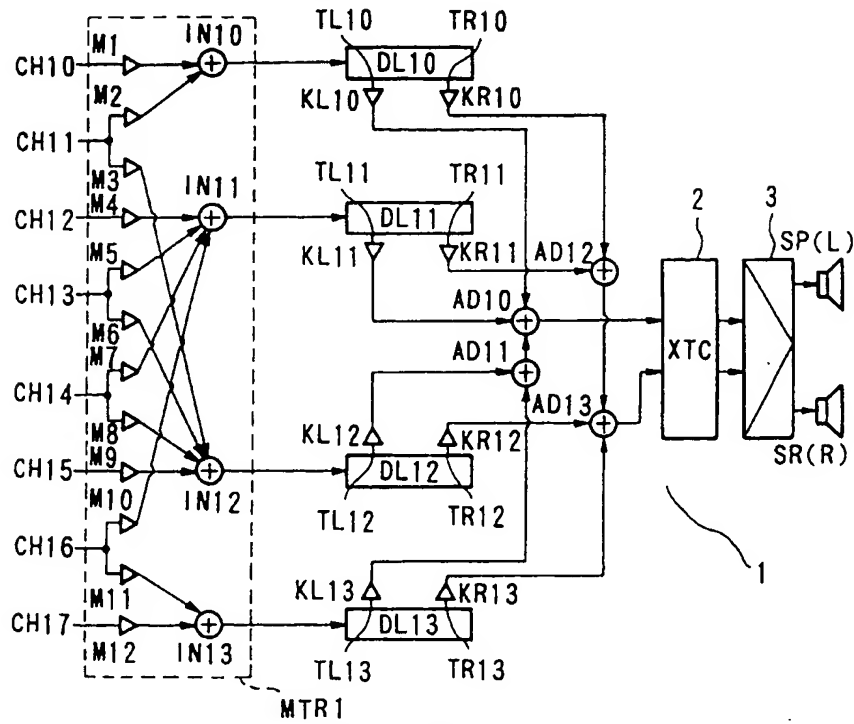 TL10 TR10
M1 IN10
CH10 DL10
M2 KL10 KR10
CH11
M3 IN11 TL11 TR11
M4
CH12 DL11 2 3
M5 KL11 KR11 AD12 SP(L)
CH13 AD10
M6
M7 AD11 XTC
CH14
M8 KL12 KR12 AD13
M9 SR(R)
CH15 DL12
M10 IN12 TL12 TR12
CH16
KL13 KR13 1
M11
CH17 DL13
M12 IN13 TL13 TR13
MTR1